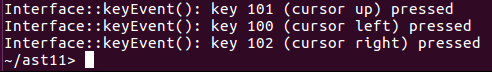 Interface::keyEvent(): key 101 (cursor up) pressed
Interface::keyEvent(): key 100 (cursor left) pressed
Interface::keyEvent(): key 102 (cursor right) pressed
~/ast11>